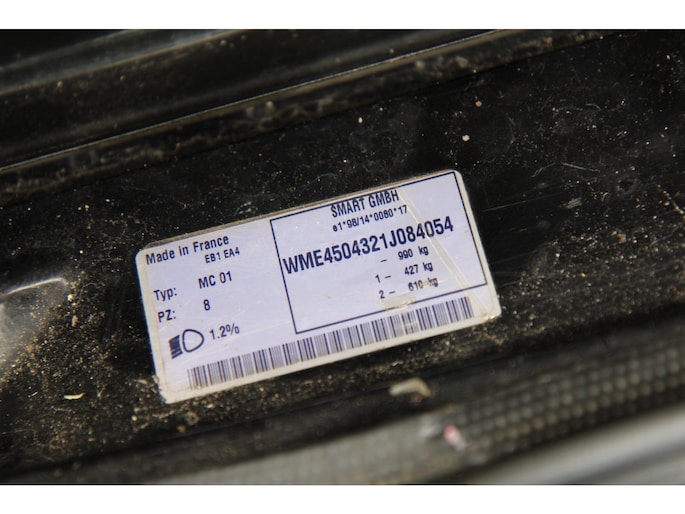 Made in France
EB1 EA4
Typ: MC 01
PZ: 8
1.2%
SMART GMBH
e1*98/14*0080*17
WME4504321J084054
– 990 kg
1 – 427 kg
2 – 610 kg